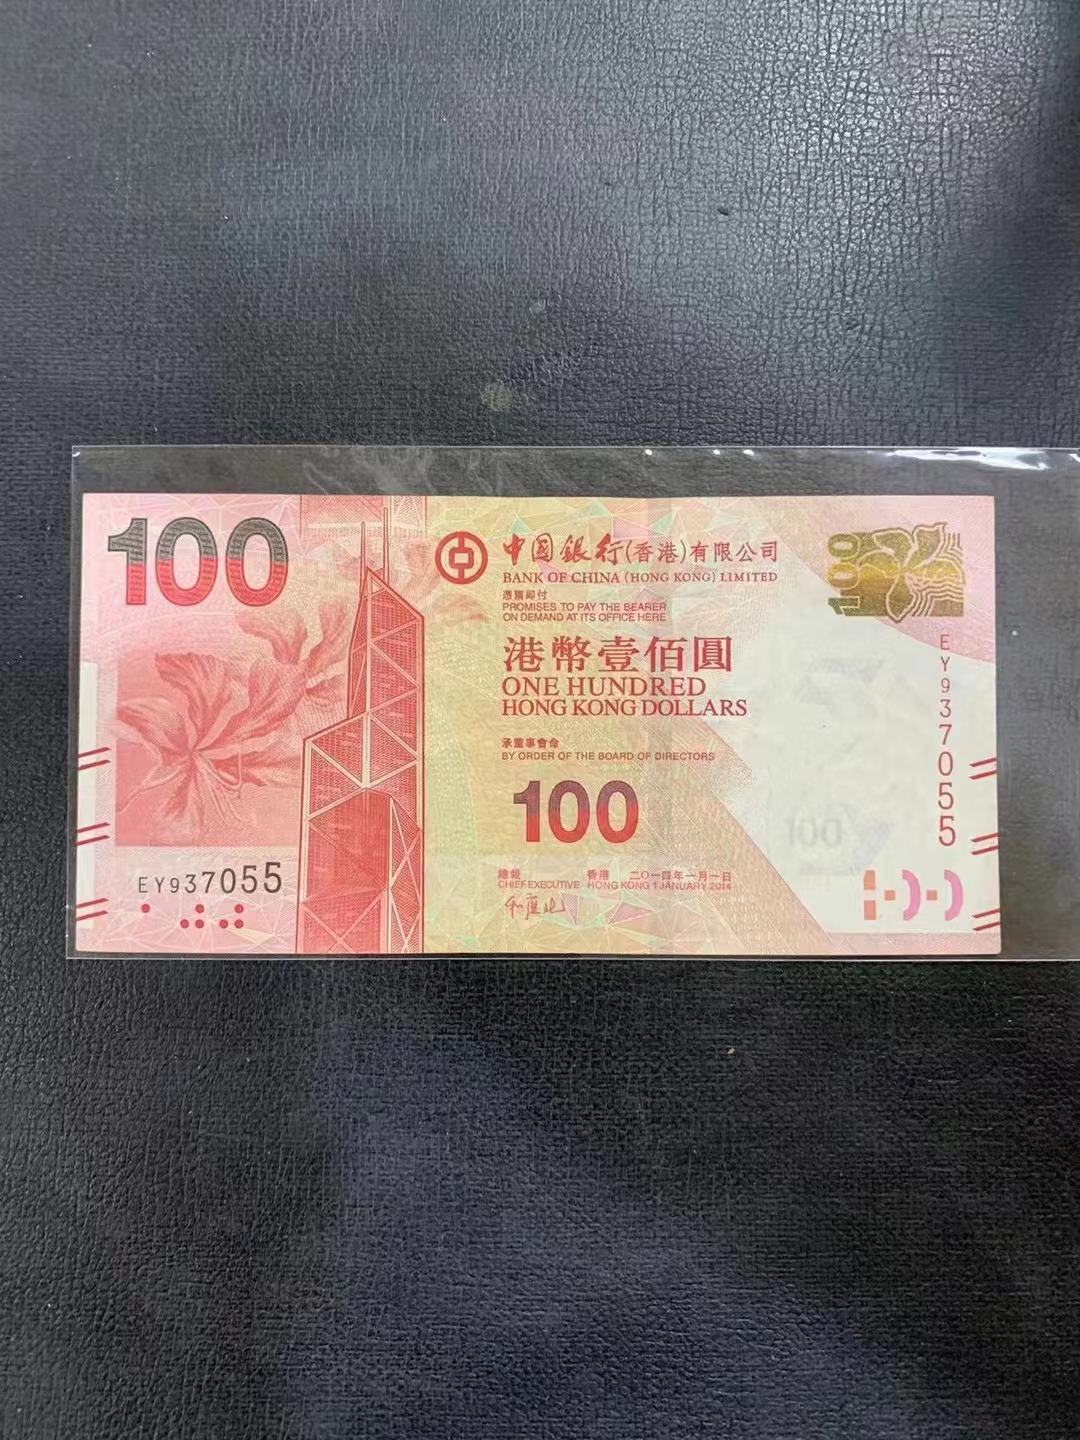 100
中國銀行(香港)有限公司
BANK OF CHINA (HONG KONG) LIMITED
憑票即付
PROMISES TO PAY THE BEARER
ON DEMAND AT ITS OFFICE HERE
港幣壹佰圓
ONE HUNDRED
HONG KONG DOLLARS
承董事會命
BY ORDER OF THE BOARD OF DIRECTORS
100
總裁 香港 二〇一四年一月一日
CHIEF EXECUTIVE HONG KONG 1 JANUARY 2014
EY937055
100
EY937055
100